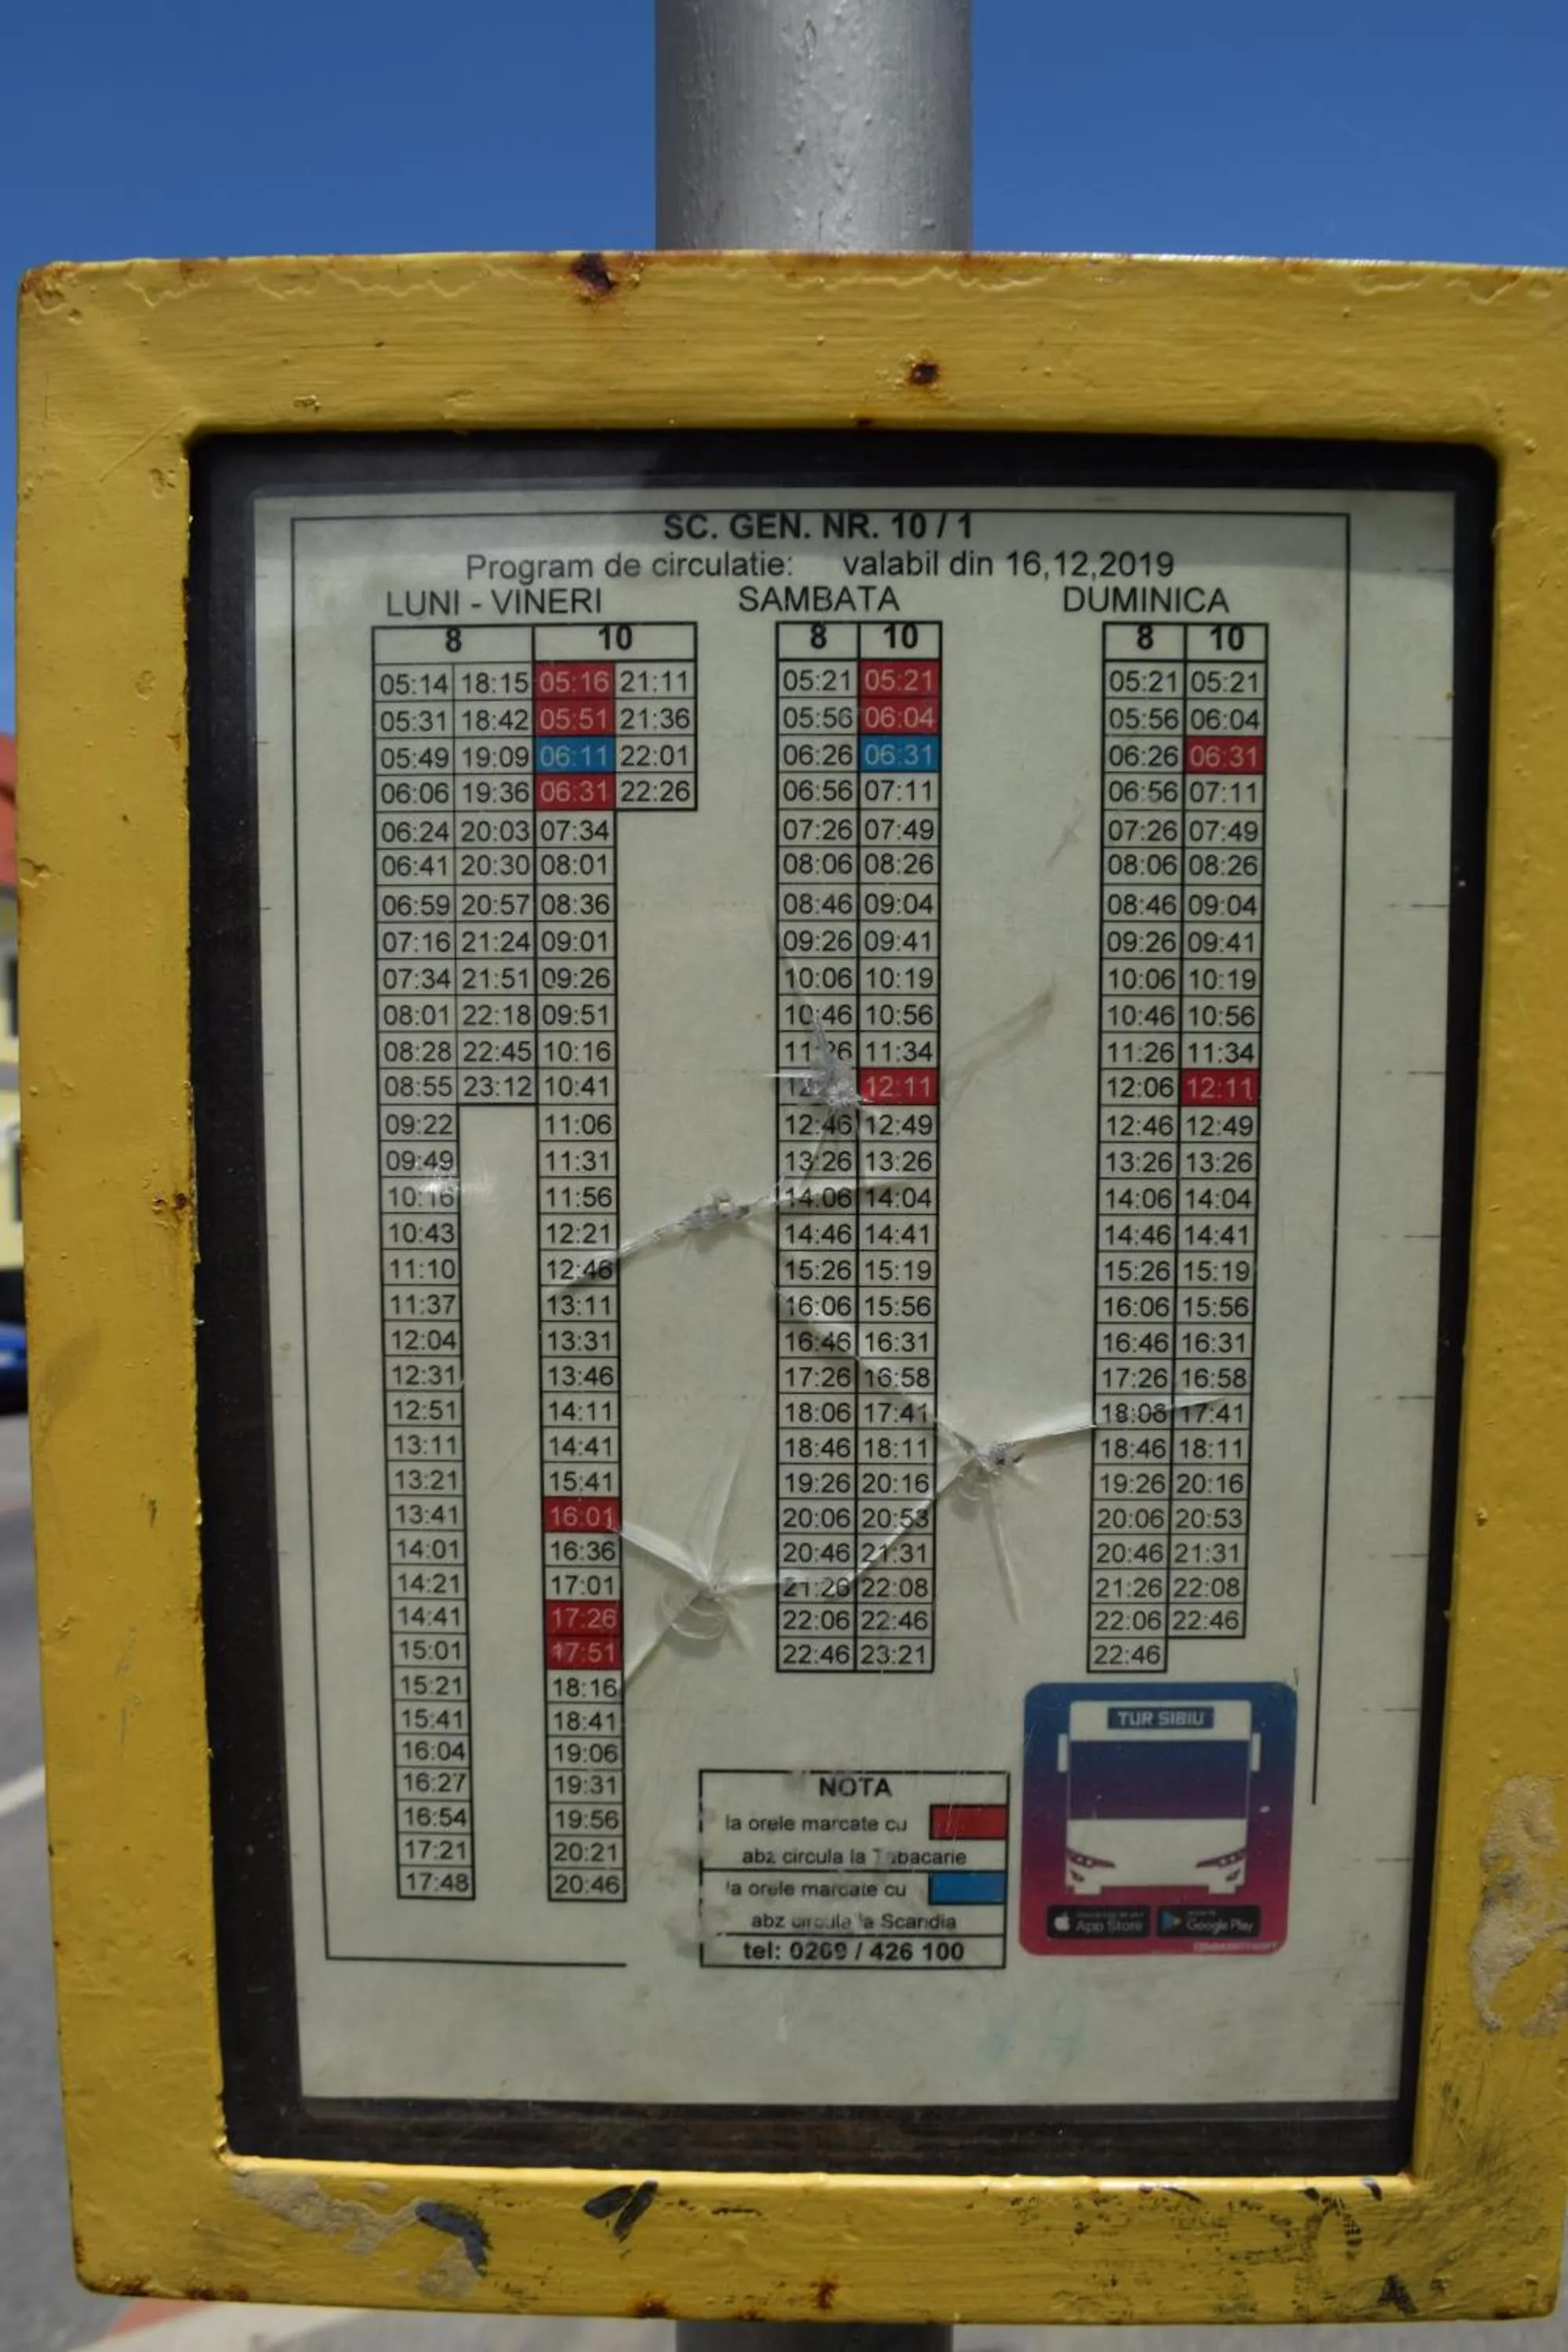 SC. GEN. NR. 10 / 1
Program de circulatie: valabil din 16,12,2019
LUNI - VINERI SAMBATA DUMINICA
8 10 8 10 8 10
05:14 18:15 05:16 21:11 05:21 05:21 05:21 05:21
05:31 18:42 05:51 21:36 05:56 06:04 05:56 06:04
05:49 19:09 06:11 22:01 06:26 06:31 06:26 06:31
06:06 19:36 06:31 22:26 06:56 07:11 06:56 07:11
06:24 20:03 07:34 07:26 07:49 07:26 07:49
06:41 20:30 08:01 08:06 08:26 08:06 08:26
06:59 20:57 08:36 08:46 09:04 08:46 09:04
07:16 21:24 09:01 09:26 09:41 09:26 09:41
07:34 21:51 09:26 10:06 10:19 10:06 10:19
08:01 22:18 09:51 10:46 10:56 10:46 10:56
08:28 22:45 10:16 11:26 11:34 11:26 11:34
08:55 23:12 10:41 12:11 12:06 12:11
09:22 11:06 12:46 12:49 12:46 12:49
09:49 11:31 13:26 13:26 13:26 13:26
10:16 11:56 14:06 14:04 14:06 14:04
10:43 12:21 14:46 14:41 14:46 14:41
11:10 12:46 15:26 15:19 15:26 15:19
11:37 13:11 16:06 15:56 16:06 15:56
12:04 13:31 16:46 16:31 16:46 16:31
12:31 13:46 17:26 16:58 17:26 16:58
12:51 14:11 18:06 17:41 18:06 17:41
13:11 14:41 18:46 18:11 18:46 18:11
13:21 15:41 19:26 20:16 19:26 20:16
13:41 16:01 20:06 20:53 20:06 20:53
14:01 16:36 20:46 21:31 20:46 21:31
14:21 17:01 21:26 22:08 21:26 22:08
14:41 17:26 22:06 22:46 22:06 22:46
15:01 17:51 22:46 23:21 22:46
15:21 18:16
15:41 18:41
16:04 19:06
16:27 19:31
16:54 19:56
17:21 20:21
17:48 20:46
NOTA
la orele marcate cu
abz circula la Tabacarie
la orele marcate cu
abz circula la Scandia
tel: 0269 / 426 100
TUR SIBIU
App Store
Google Play